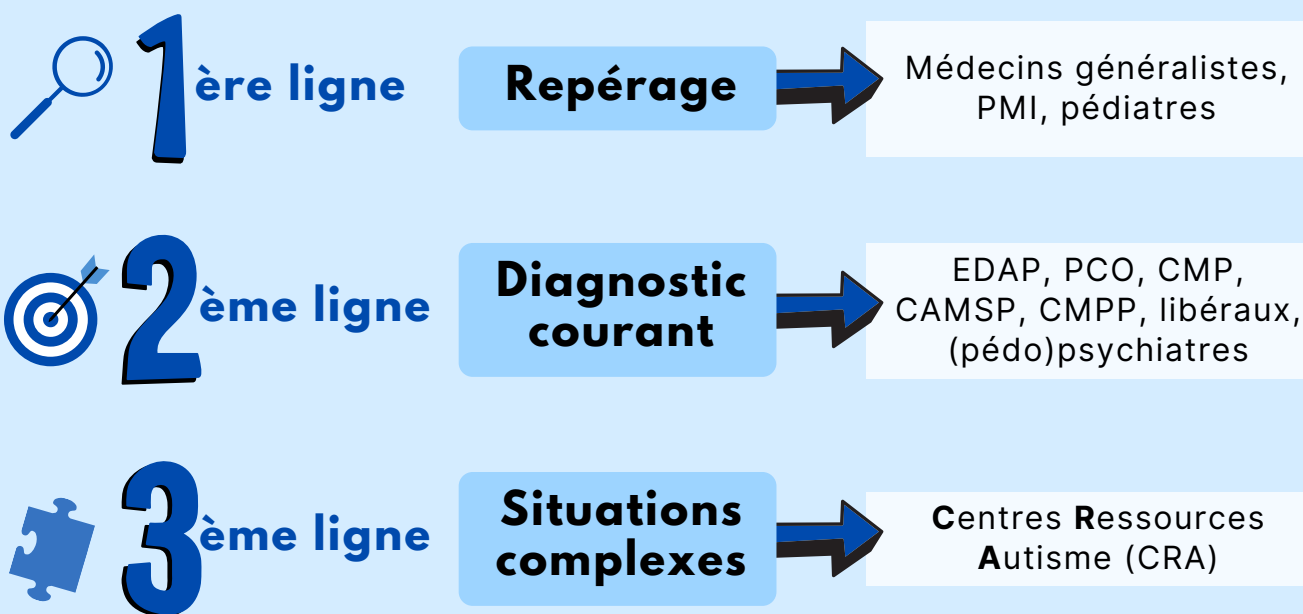 1ère ligne
Repérage
Médecins généralistes,
PMI, pédiatres
2ème ligne
Diagnostic
courant
EDAP, PCO, CMP,
CAMSP, CMPP, libéraux,
(pédo)psychiatres
3ème ligne
Situations
complexes
Centres Ressources
Autisme (CRA)